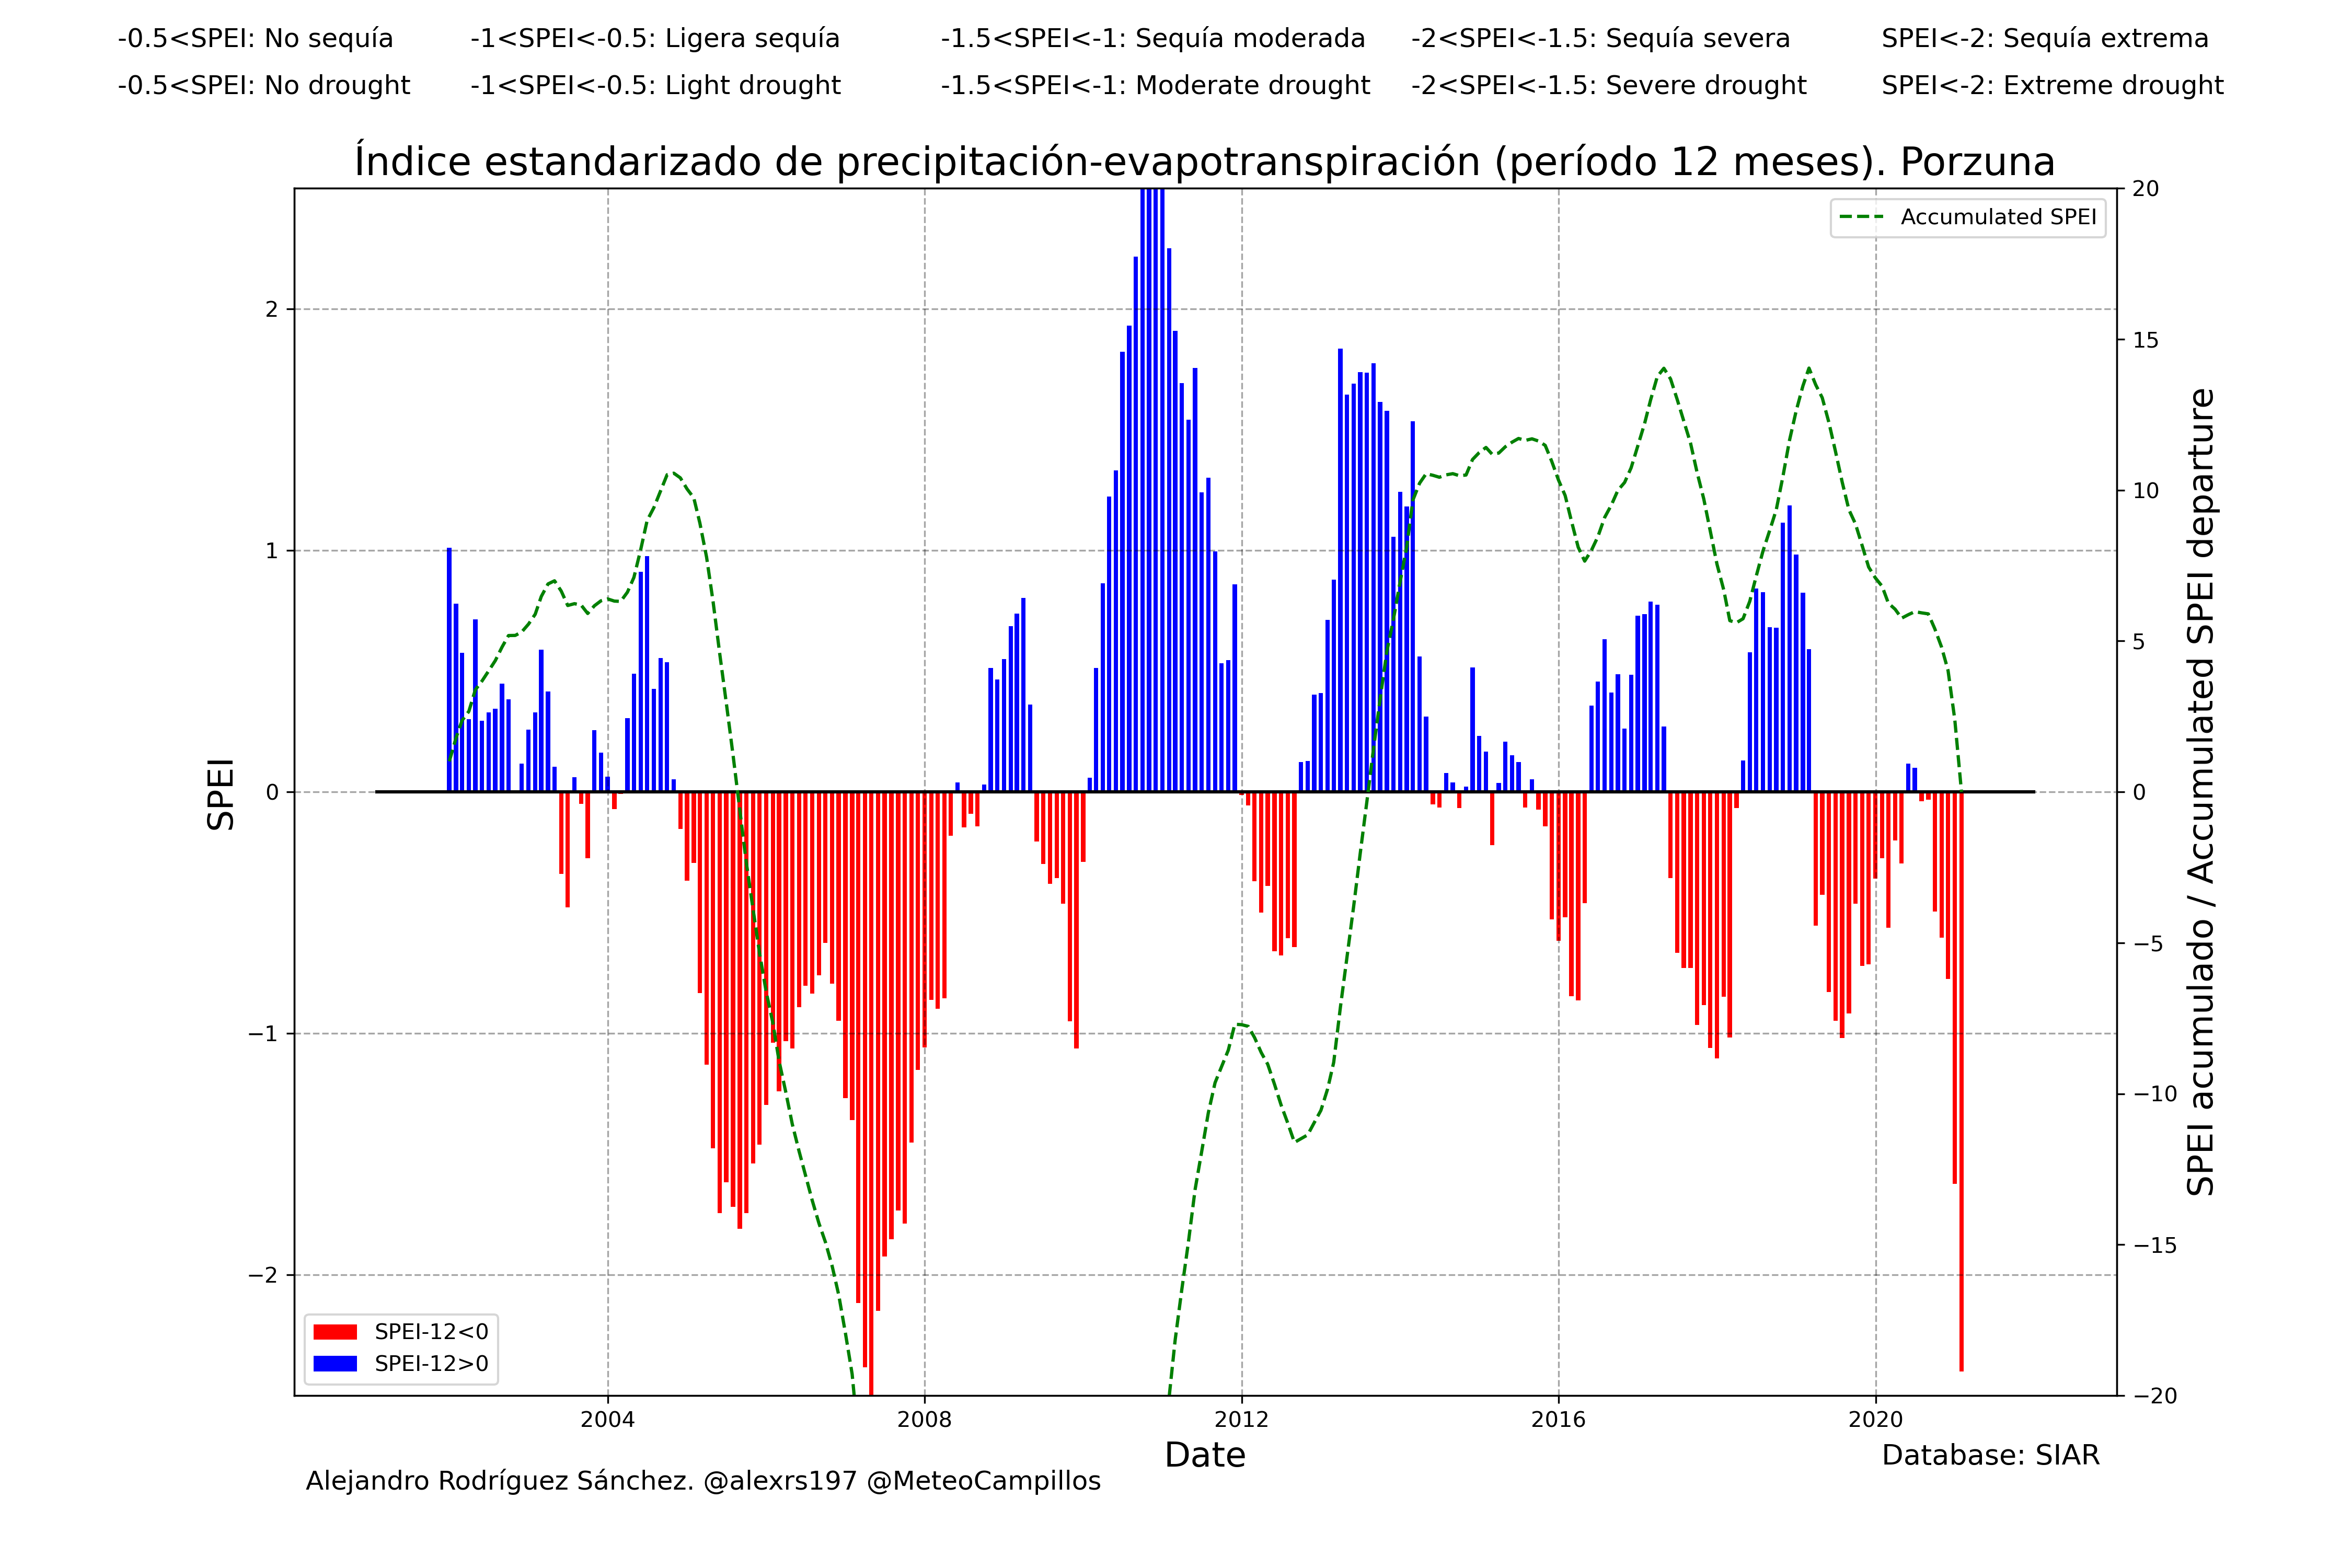 -0.5<SPEI: No sequía -1<SPEI<-0.5: Ligera sequía -1.5<SPEI<-1: Sequía moderada -2<SPEI<-1.5: Sequía severa SPEI<-2: Sequía extrema
-0.5<SPEI: No drought -1<SPEI<-0.5: Light drought -1.5<SPEI<-1: Moderate drought -2<SPEI<-1.5: Severe drought SPEI<-2: Extreme drought
Índice estandarizado de precipitación-evapotranspiración (período 12 meses). Porzuna
Accumulated SPEI
SPEI
2
1
0
−1
−2
20
15
10
5
0
−5
−10
−15
−20
SPEI acumulado / Accumulated SPEI departure
SPEI-12<0
SPEI-12>0
2004 2008 2012 2016 2020
Date
Database: SIAR
Alejandro Rodríguez Sánchez. @alexrs197 @MeteoCampillos